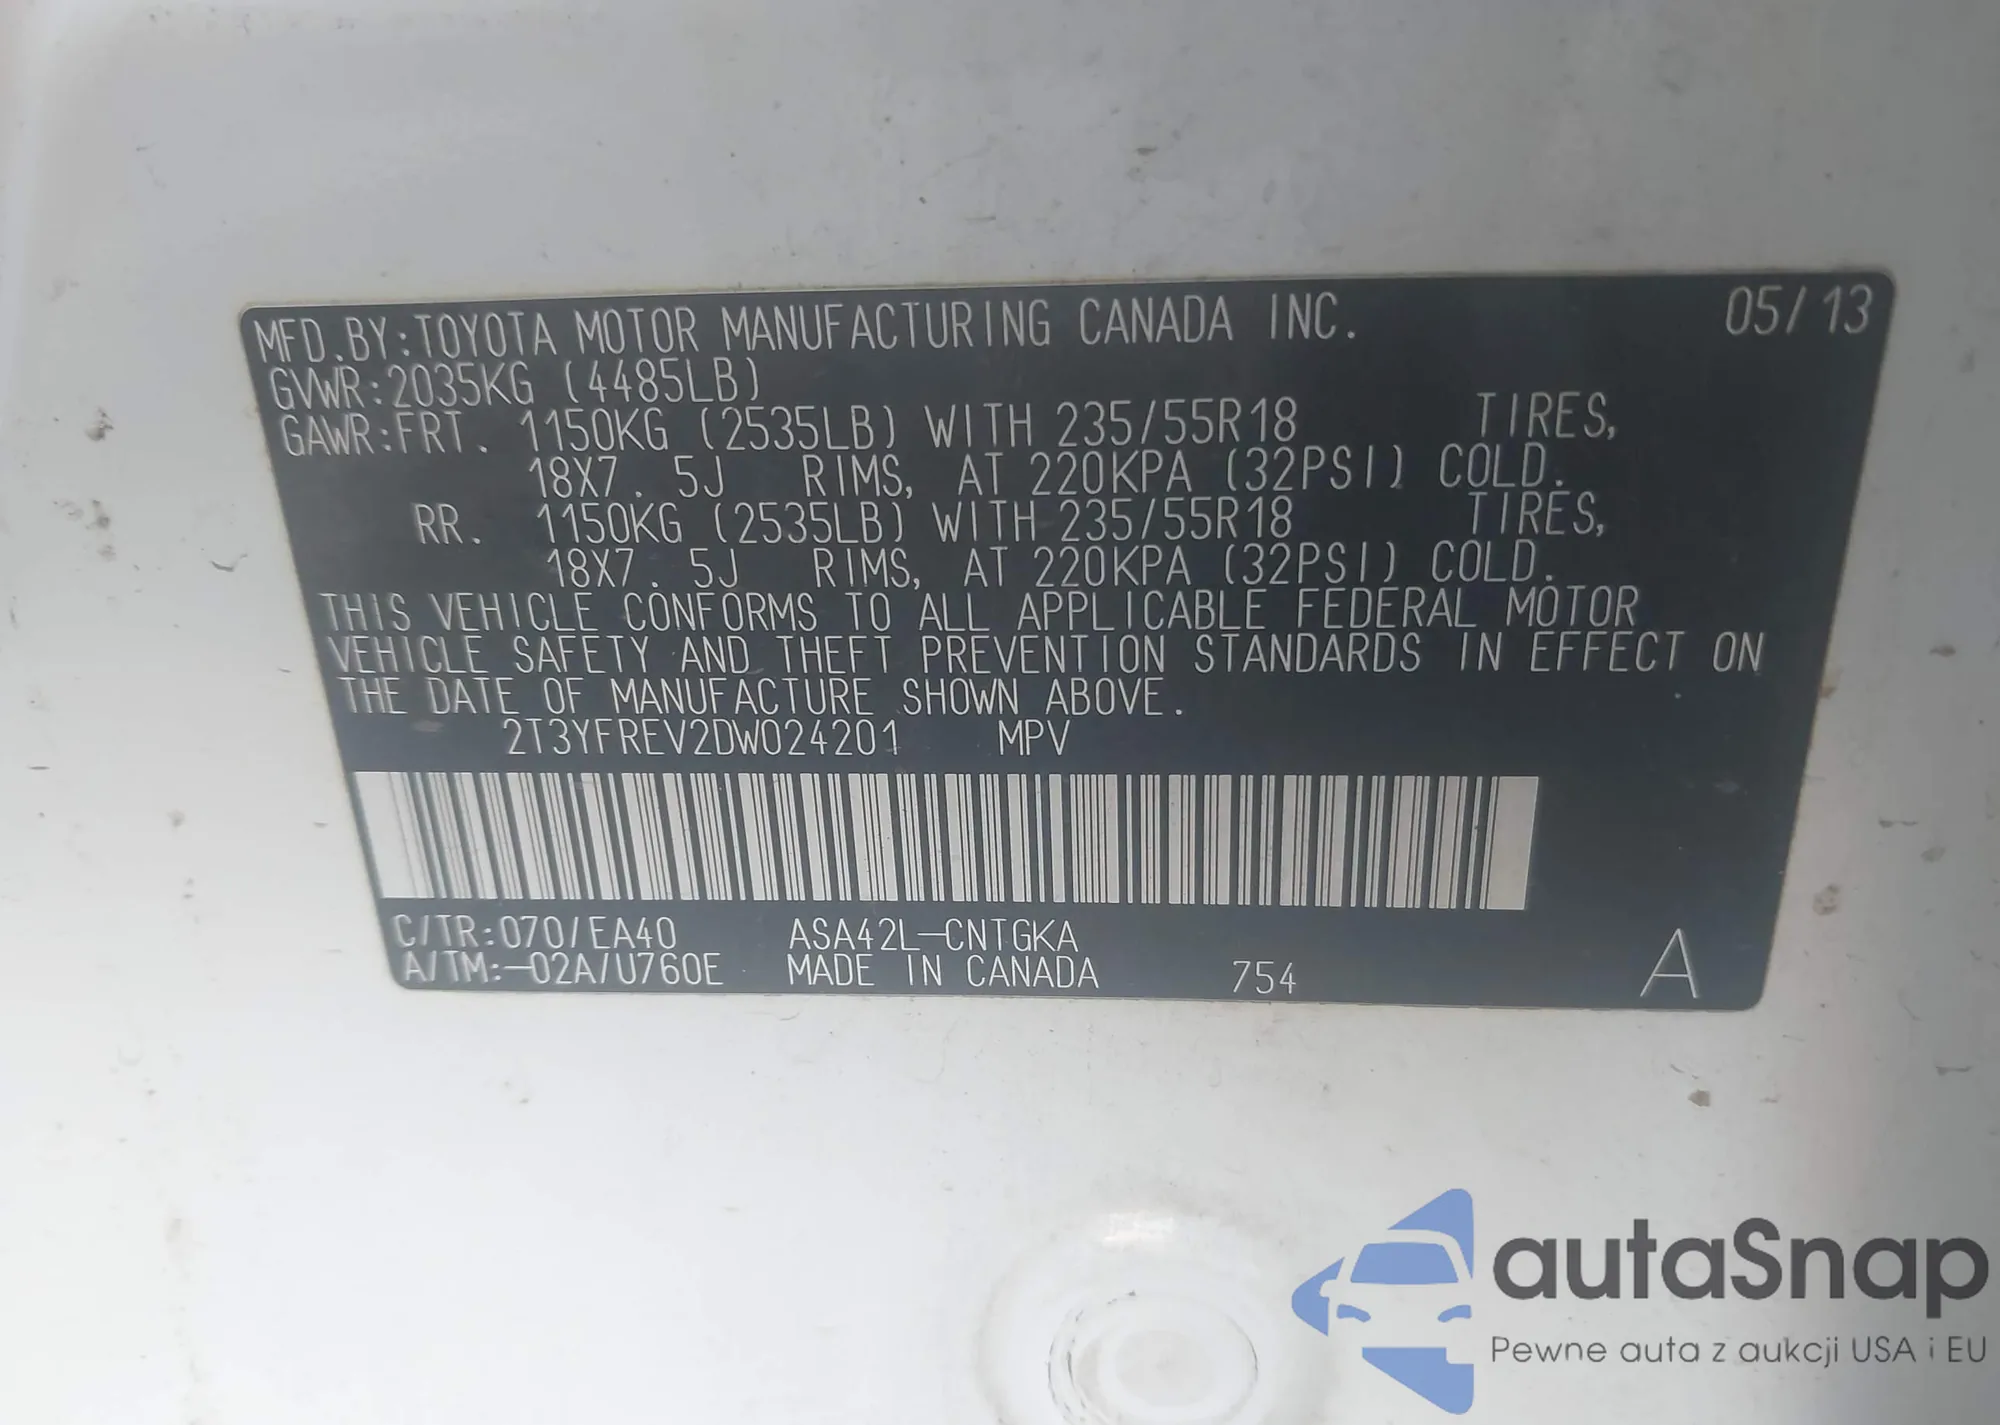 MFD.BY:TOYOTA MOTOR MANUFACTURING CANADA INC. 05/13
GVWR:2035KG (4485LB)
GAWR:FRT. 1150KG (2535LB) WITH 235/55R18 TIRES,
18X7.5J RIMS, AT 220KPA (32PSI) COLD.
RR. 1150KG (2535LB) WITH 235/55R18 TIRES,
18X7.5J RIMS, AT 220KPA (32PSI) COLD.
THIS VEHICLE CONFORMS TO ALL APPLICABLE FEDERAL MOTOR
VEHICLE SAFETY AND THEFT PREVENTION STANDARDS IN EFFECT ON
THE DATE OF MANUFACTURE SHOWN ABOVE.
2T3YFREV2DW024201 MPV
C/TR:070/EA40 ASA42L-CNTGKA
A/TM:-02A/U760E MADE IN CANADA 754 A
autaSnap
Pewne auta z aukcji USA i EU